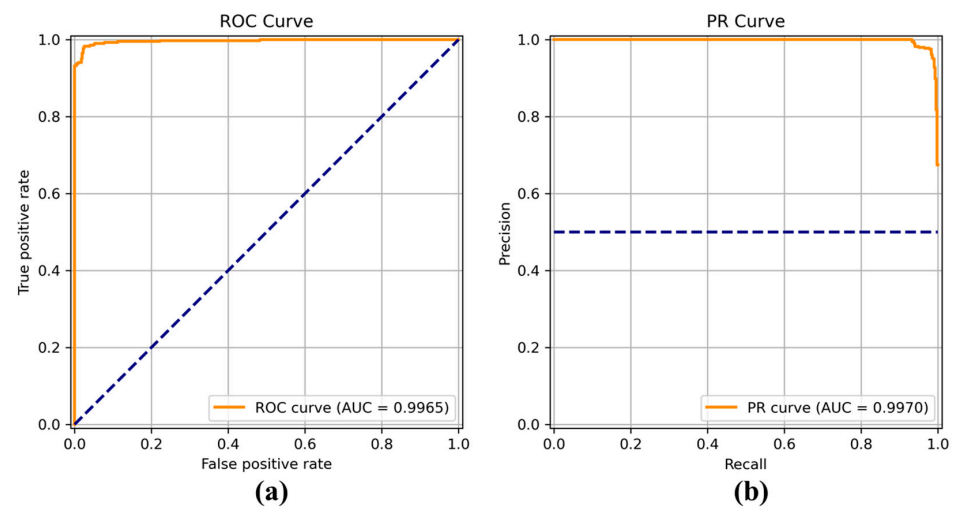 ROC Curve
1.0
0.8
0.6
0.4
0.2
0.0
True positive rate
ROC curve (AUC = 0.9965)
0.0 0.2 0.4 0.6 0.8 1.0
False positive rate
(a)
PR Curve
1.0
0.8
0.6
0.4
0.2
0.0
Precision
PR curve (AUC = 0.9970)
0.0 0.2 0.4 0.6 0.8 1.0
Recall
(b)